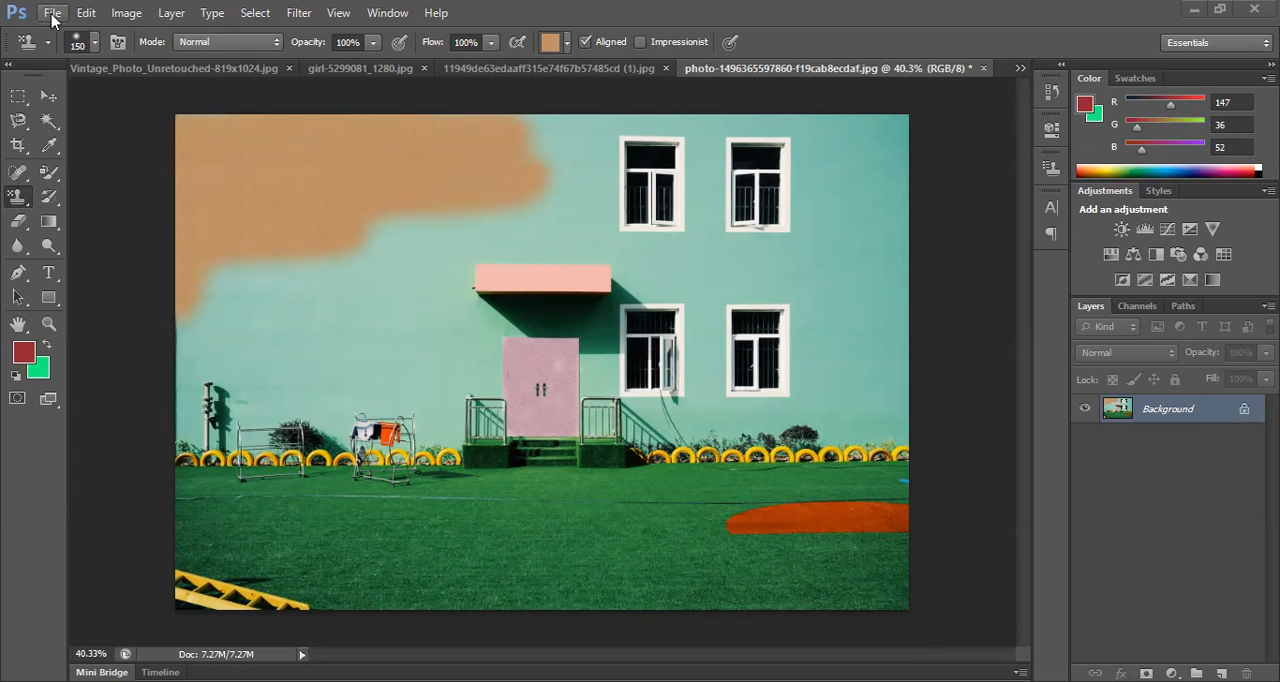 Ps File Edit Image Layer Type Select Filter View Window Help
150 Mode: Normal Opacity: 100% Flow: 100% Aligned Impressionist Essentials
Vintage_Photo_Unretouched-819x1024.jpg × girl-5299081_1280.jpg × 11949de63edaaff315e74f67b57485cd (1).jpg × photo-1496365597860-f19cab8ecdaf.jpg @ 40.3% (RGB/8) * ×
Color Swatches
R 147
G 36
B 52
Adjustments Styles
Add an adjustment
Layers Channels Paths
Kind
Normal Opacity: 100%
Lock: Fill: 100%
Background
40.33% Doc: 7.27M/7.27M
Mini Bridge Timeline